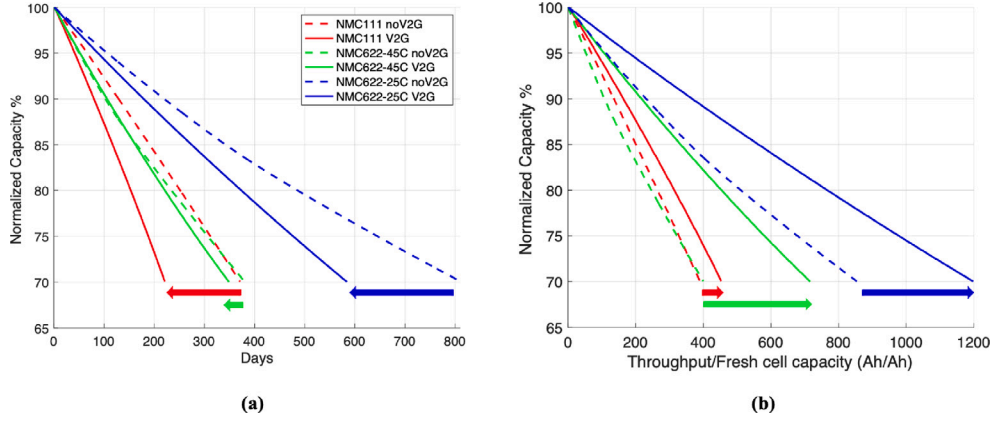 100
95
90
85
80
75
70
65
0 100 200 300 400 500 600 700 800
Normalized Capacity %
Days
NMC111 noV2G
NMC111 V2G
NMC622-45C noV2G
NMC622-45C V2G
NMC622-25C noV2G
NMC622-25C V2G
(a)
100
95
90
85
80
75
70
65
0 200 400 600 800 1000 1200
Normalized Capacity %
Throughput/Fresh cell capacity (Ah/Ah)
(b)